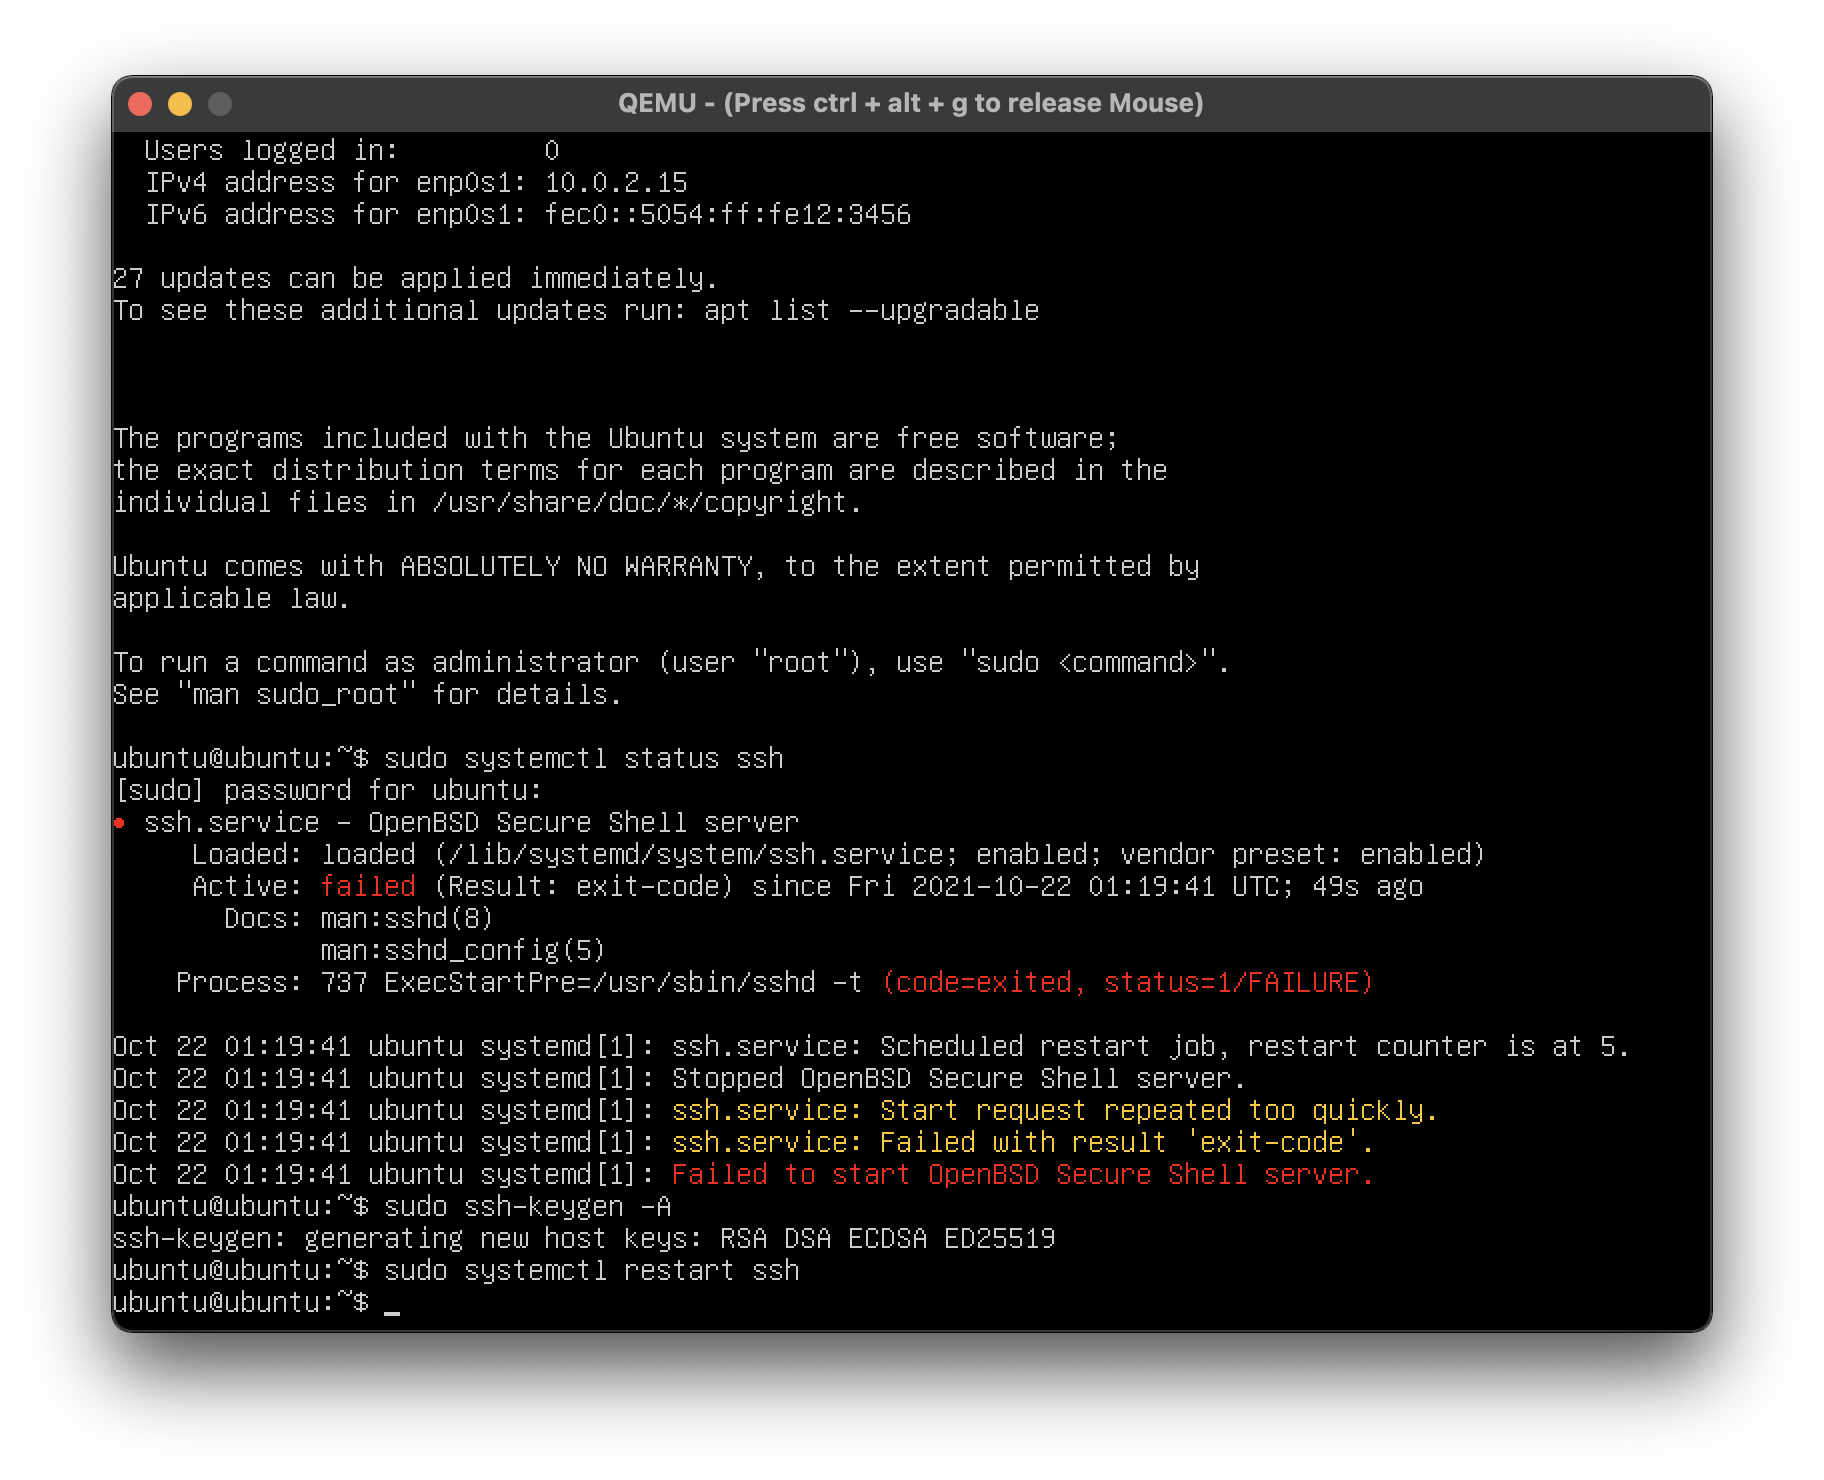 QEMU - (Press ctrl + alt + g to release Mouse)
Users logged in: 0
IPv4 address for enp0s1: 10.0.2.15
IPv6 address for enp0s1: fec0::5054:ff:fe12:3456
27 updates can be applied immediately.
To see these additional updates run: apt list --upgradable
The programs included with the Ubuntu system are free software;
the exact distribution terms for each program are described in the
individual files in /usr/share/doc/*/copyright.
Ubuntu comes with ABSOLUTELY NO WARRANTY, to the extent permitted by
applicable law.
To run a command as administrator (user "root"), use "sudo <command>".
See "man sudo_root" for details.
ubuntu@ubuntu:~$ sudo systemctl status ssh
[sudo] password for ubuntu:
● ssh.service - OpenBSD Secure Shell server
Loaded: loaded (/lib/systemd/system/ssh.service; enabled; vendor preset: enabled)
Active: failed (Result: exit-code) since Fri 2021-10-22 01:19:41 UTC; 49s ago
Docs: man:sshd(8)
man:sshd_config(5)
Process: 737 ExecStartPre=/usr/sbin/sshd -t (code=exited, status=1/FAILURE)
Oct 22 01:19:41 ubuntu systemd[1]: ssh.service: Scheduled restart job, restart counter is at 5.
Oct 22 01:19:41 ubuntu systemd[1]: Stopped OpenBSD Secure Shell server.
Oct 22 01:19:41 ubuntu systemd[1]: ssh.service: Start request repeated too quickly.
Oct 22 01:19:41 ubuntu systemd[1]: ssh.service: Failed with result 'exit-code'.
Oct 22 01:19:41 ubuntu systemd[1]: Failed to start OpenBSD Secure Shell server.
ubuntu@ubuntu:~$ sudo ssh-keygen -A
ssh-keygen: generating new host keys: RSA DSA ECDSA ED25519
ubuntu@ubuntu:~$ sudo systemctl restart ssh
ubuntu@ubuntu:~$ _